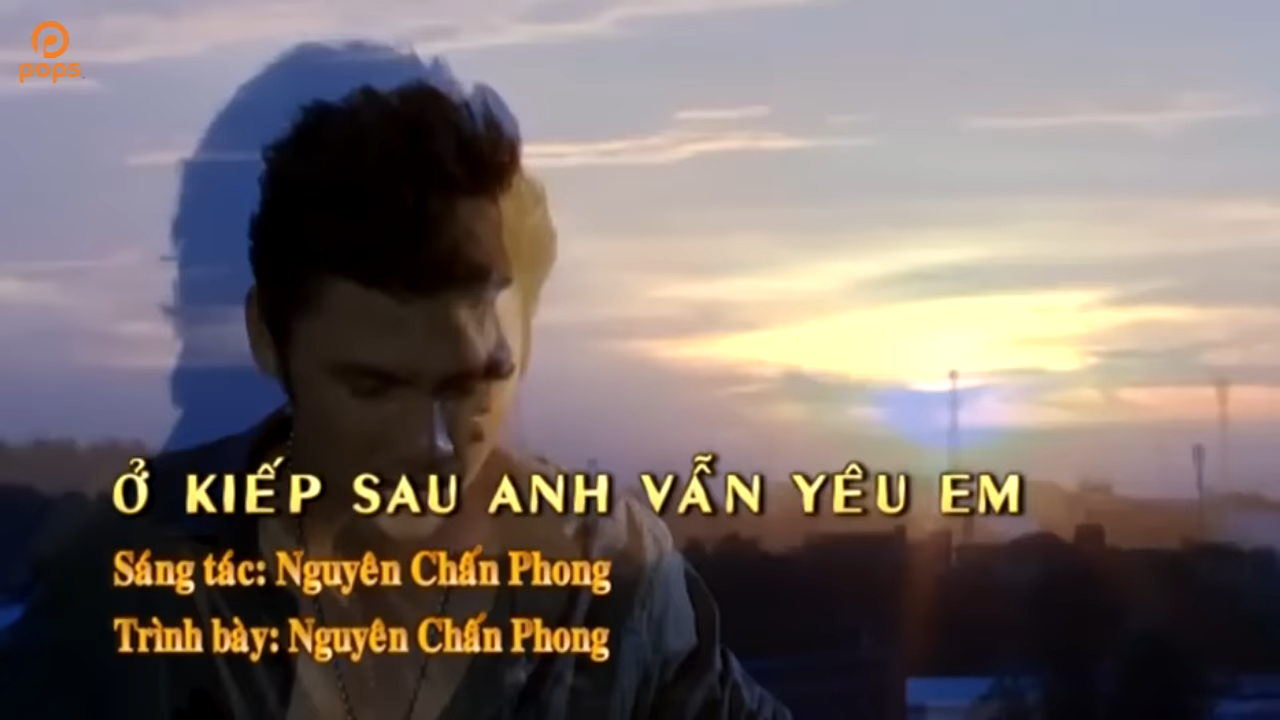 pops
Ở KIẾP SAU ANH VẪN YÊU EM
Sáng tác: Nguyên Chấn Phong
Trình bày: Nguyên Chấn Phong